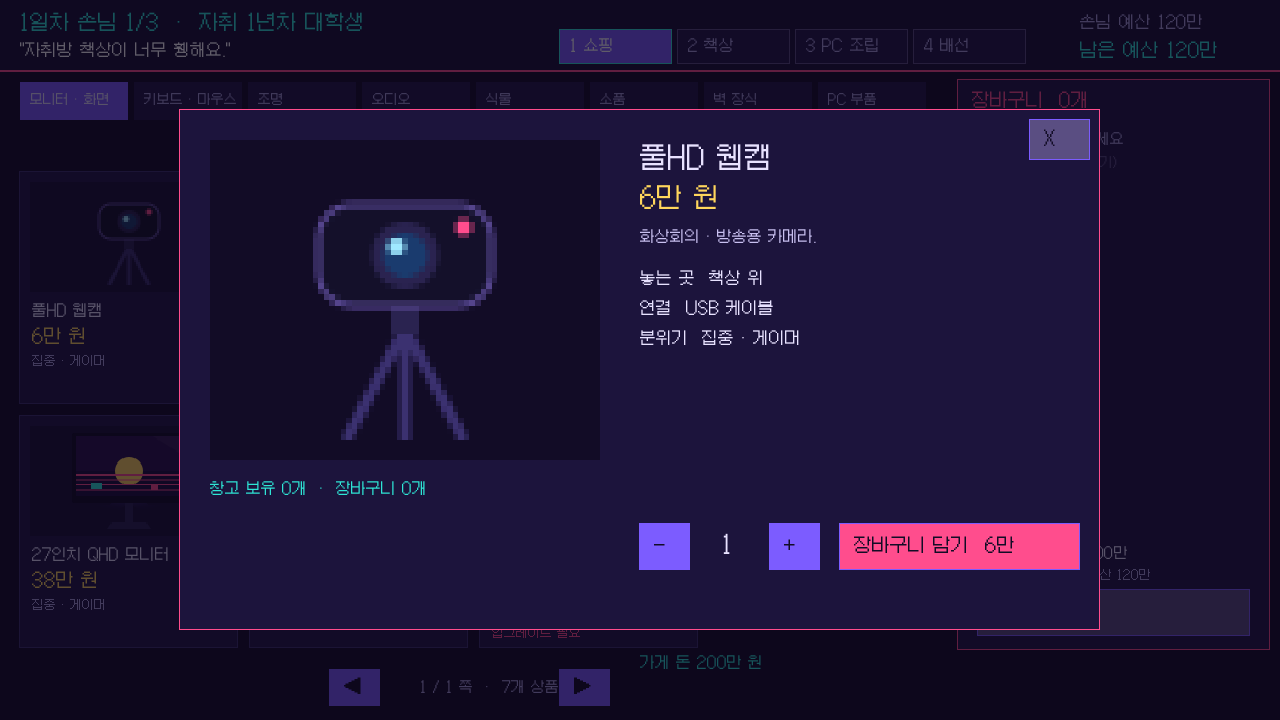 1일차 손님 1/3 · 자취 1년차 대학생
"자취방 책상이 너무 휑해요."
1 쇼핑
2 책상
3 PC 조립
4 배선
손님 예산 120만
남은 예산 120만
모니터 · 화면
키보드 · 마우스
조명
오디오
식물
소품
벽 장식
PC 부품
장바구니 0개
풀HD 웹캠
6만 원
집중 · 게이머
27인치 QHD 모니터
38만 원
집중 · 게이머
X
풀HD 웹캠
6만 원
화상회의 · 방송용 카메라.
놓는 곳 책상 위
연결 USB 케이블
분위기 집중 · 게이머
창고 보유 0개 · 장바구니 0개
−
1
+
장바구니 담기 6만
업그레이드 필요
가게 돈 200만 원
◀
1 / 1 쪽 · 7개 상품
▶